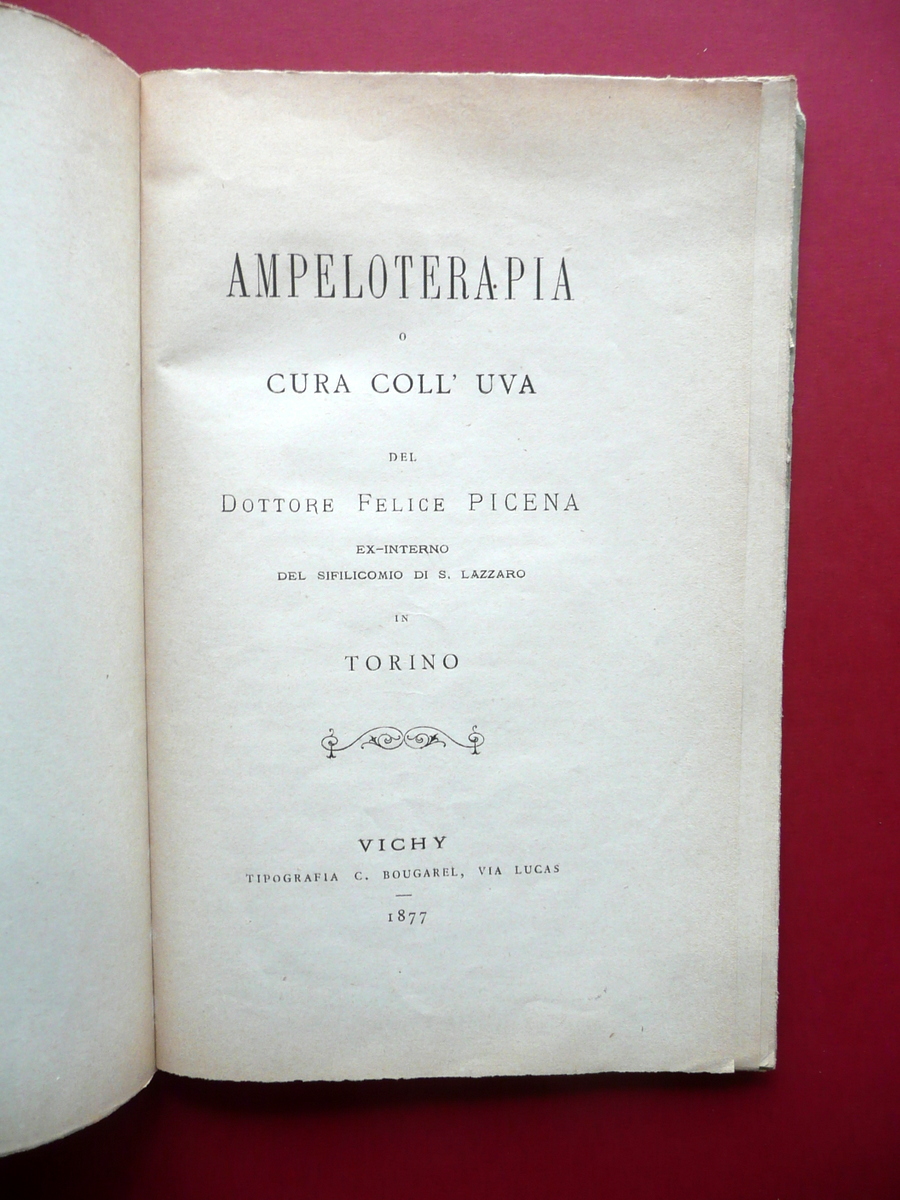 AMPELOTERAPIA
O
CURA COLL' UVA
DEL
DOTTORE FELICE PICENA
EX-INTERNO
DEL SIFILICOMIO DI S. LAZZARO
IN
TORINO
VICHY
TIPOGRAFIA C. BOUGAREL, VIA LUCAS
1877